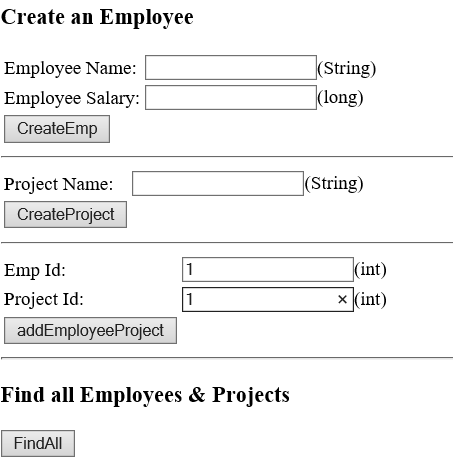 Create an Employee
Employee Name: (String)
Employee Salary: (long)
CreateEmp
Project Name: (String)
CreateProject
Emp Id: 1 (int)
Project Id: 1 × (int)
addEmployeeProject
Find all Employees & Projects
FindAll